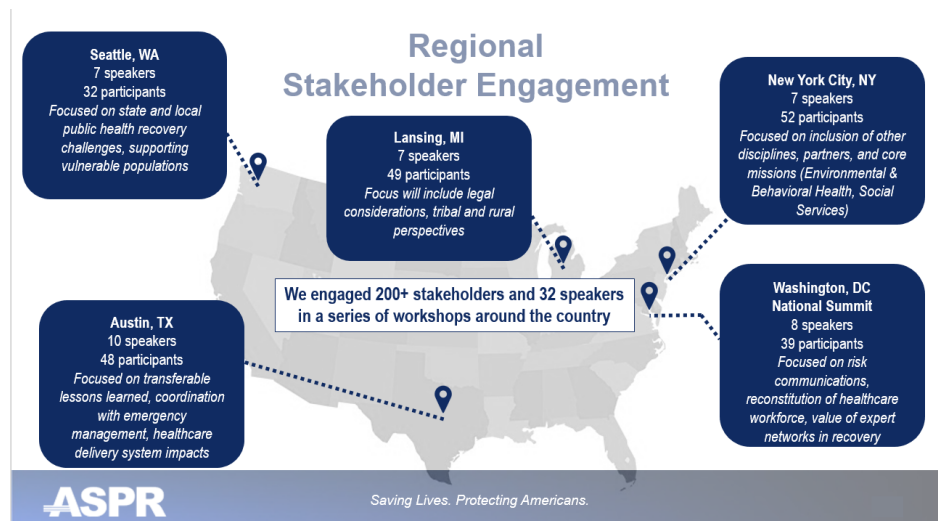 Regional
Stakeholder Engagement
Seattle, WA
7 speakers
32 participants
Focused on state and local
public health recovery
challenges, supporting
vulnerable populations
Lansing, MI
7 speakers
49 participants
Focus will include legal
considerations, tribal and rural
perspectives
New York City, NY
7 speakers
52 participants
Focused on inclusion of other
disciplines, partners, and core
missions (Environmental &
Behavioral Health, Social
Services)
We engaged 200+ stakeholders and 32 speakers
in a series of workshops around the country
Austin, TX
10 speakers
48 participants
Focused on transferable
lessons learned, coordination
with emergency
management, healthcare
delivery system impacts
Washington, DC
National Summit
8 speakers
39 participants
Focused on risk
communications,
reconstitution of healthcare
workforce, value of expert
networks in recovery
ASPR
Saving Lives. Protecting Americans.